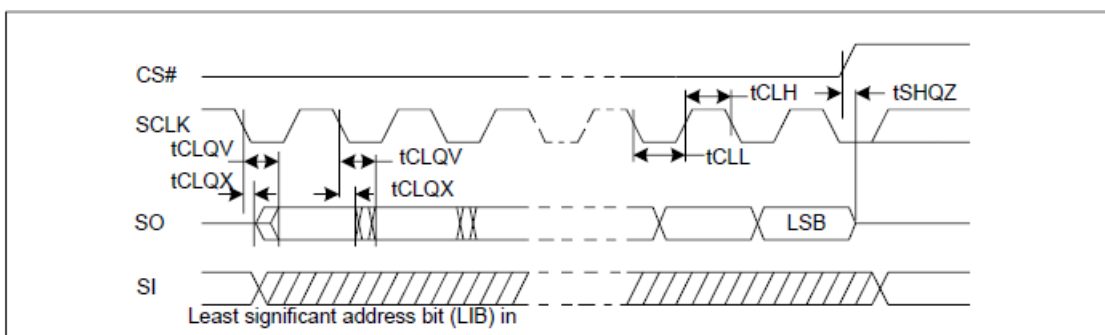 CS#
tCLH
tSHQZ
SCLK
tCLQV
tCLQV
tCLL
tCLQX
tCLQX
SO
LSB
SI
Least significant address bit (LIB) in